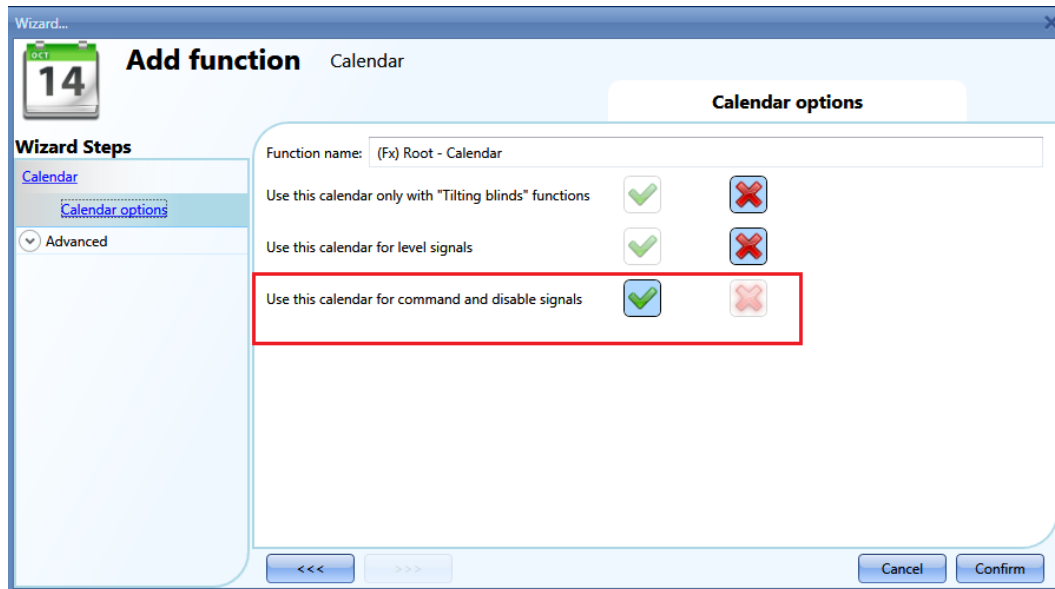 Wizard...
OCT
14
Add function Calendar
Calendar options
Wizard Steps
Calendar
Calendar options
Advanced
Function name: (Fx) Root - Calendar
Use this calendar only with "Tilting blinds" functions
Use this calendar for level signals
Use this calendar for command and disable signals
<<< >>> Cancel Confirm